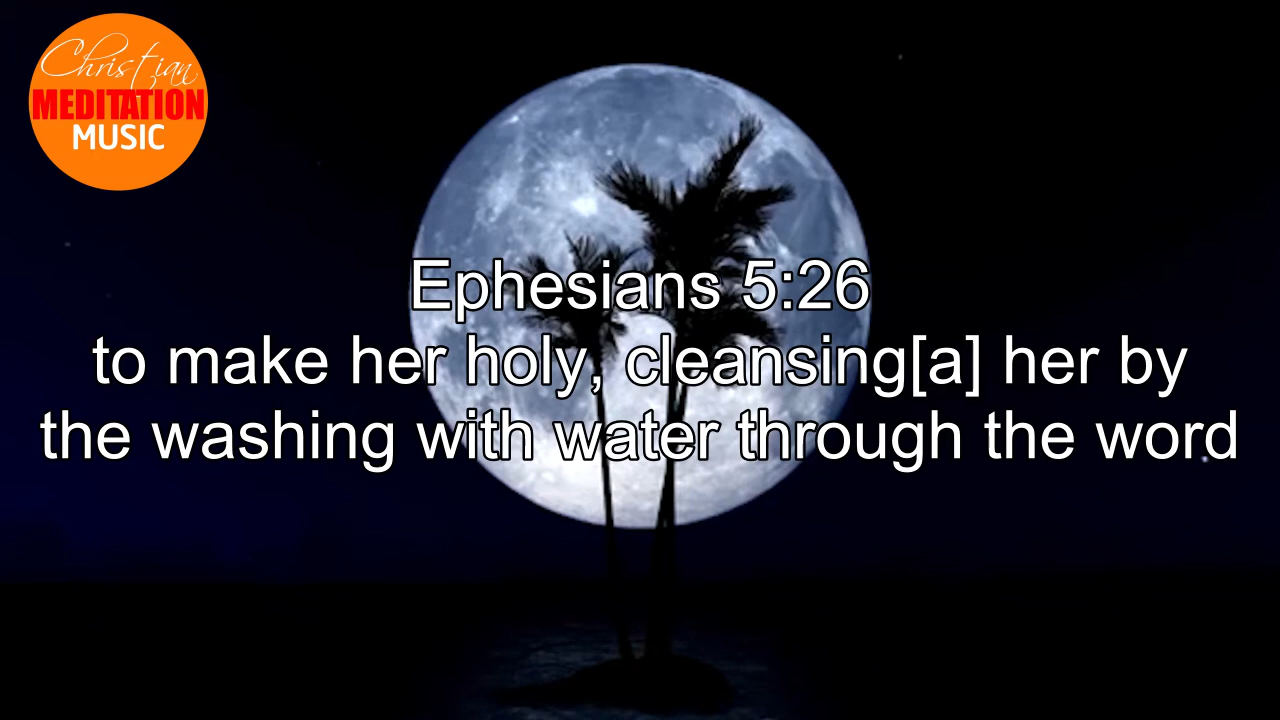 Christian
MEDITATION
MUSIC
Ephesians 5:26
to make her holy, cleansing[a] her by
the washing with water through the word